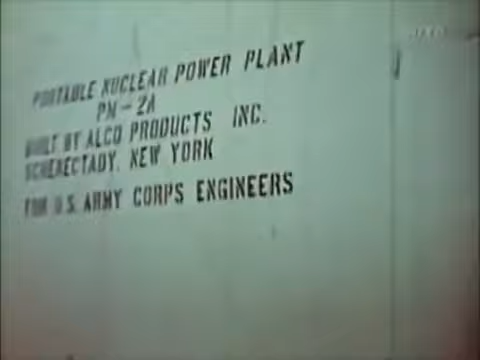 PORTABLE NUCLEAR POWER PLANT
PM-2A
BUILT BY ALCO PRODUCTS INC.
SCHENECTADY, NEW YORK
FOR U.S. ARMY CORPS ENGINEERS